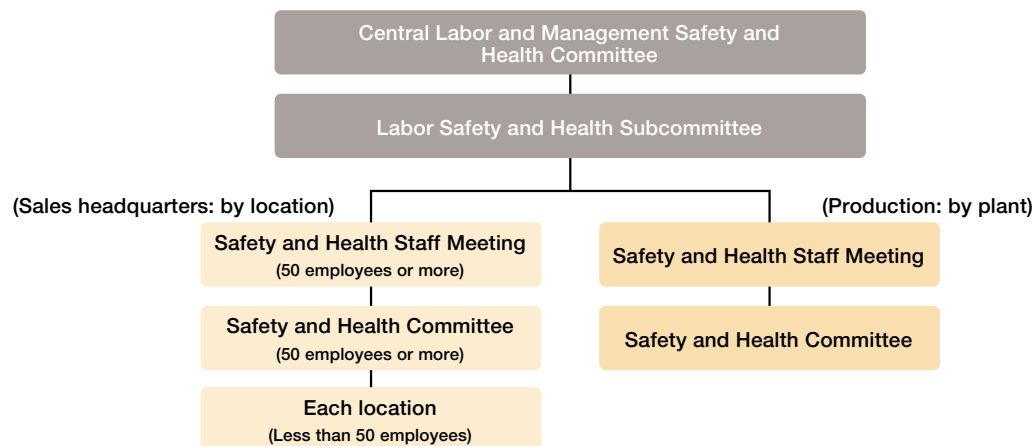 Central Labor and Management Safety and
Health Committee
Labor Safety and Health Subcommittee
(Sales headquarters: by location)
(Production: by plant)
Safety and Health Staff Meeting
(50 employees or more)
Safety and Health Staff Meeting
Safety and Health Committee
(50 employees or more)
Safety and Health Committee
Each location
(Less than 50 employees)